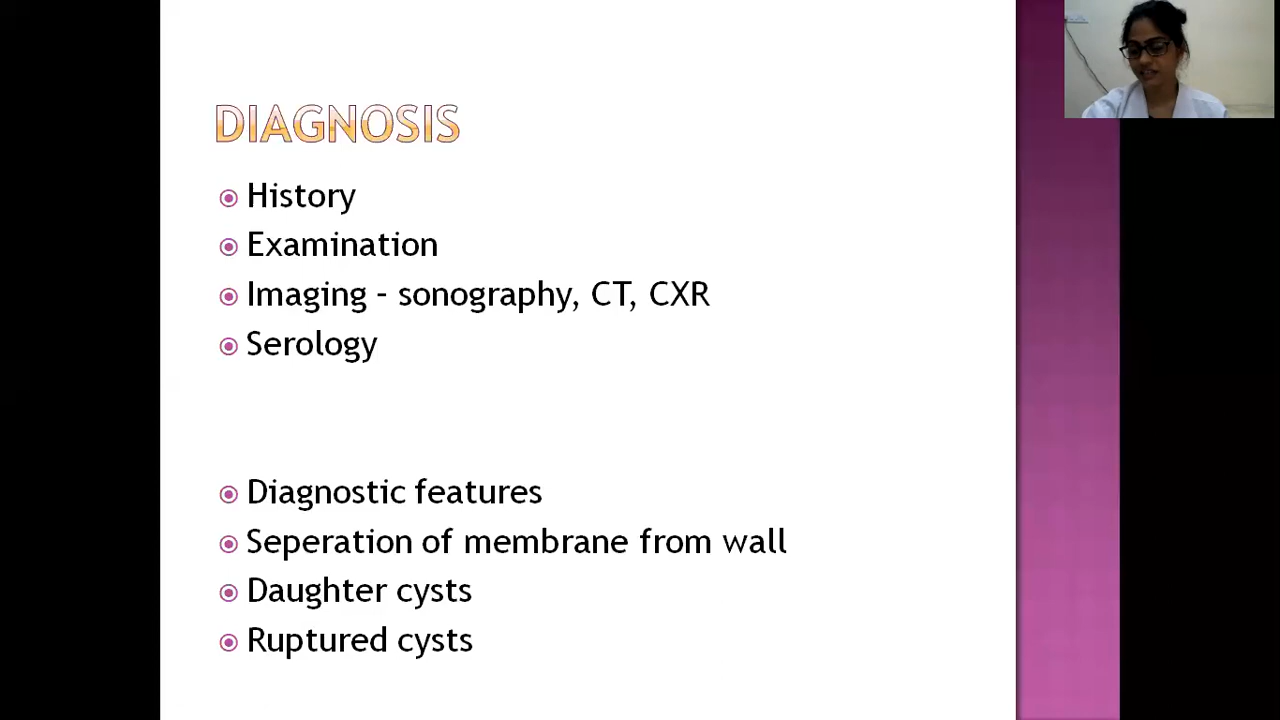 DIAGNOSIS
History
Examination
Imaging - sonography, CT, CXR
Serology
Diagnostic features
Seperation of membrane from wall
Daughter cysts
Ruptured cysts